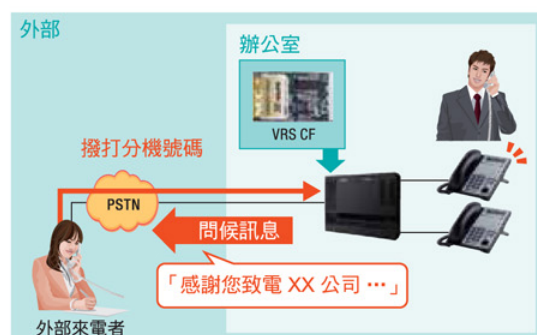 外部
辦公室
VRS CF
撥打分機號碼
PSTN
問候訊息
「感謝您致電 XX 公司 ⋯」
外部來電者